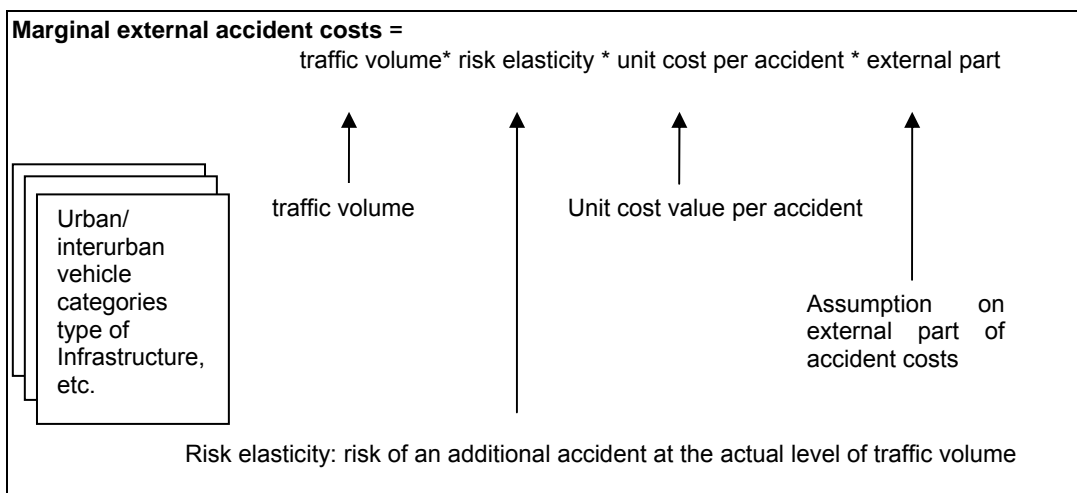 Marginal external accident costs =
traffic volume* risk elasticity * unit cost per accident * external part
Urban/
interurban
vehicle
categories
type of
Infrastructure,
etc.
traffic volume
Unit cost value per accident
Assumption on
external part of
accident costs
Risk elasticity: risk of an additional accident at the actual level of traffic volume